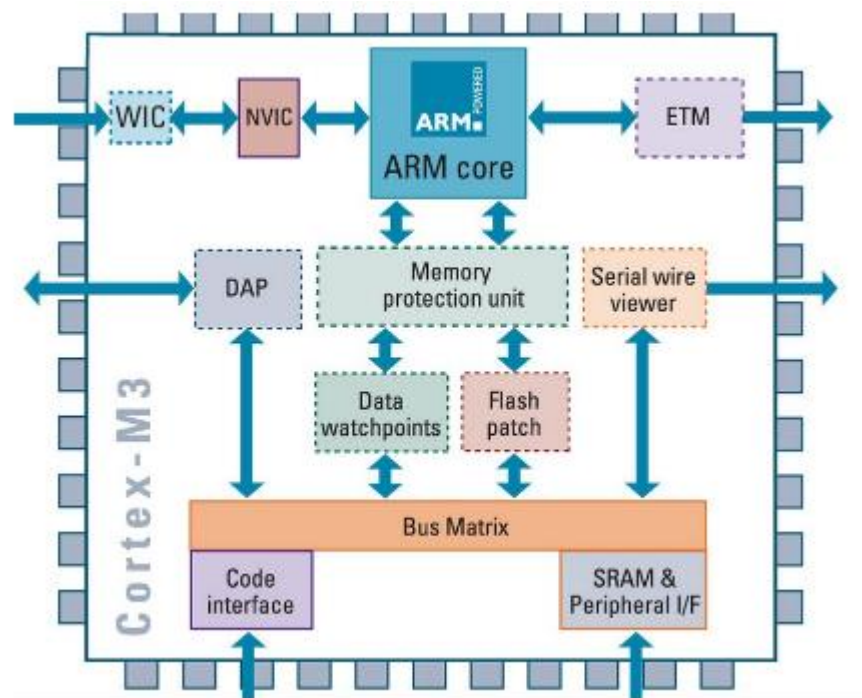 WIC
NVIC
ARM
POWERED
ARM core
ETM
DAP
Memory
protection unit
Serial wire
viewer
Data
watchpoints
Flash
patch
Bus Matrix
Code
interface
SRAM &
Peripheral I/F
Cortex-M3